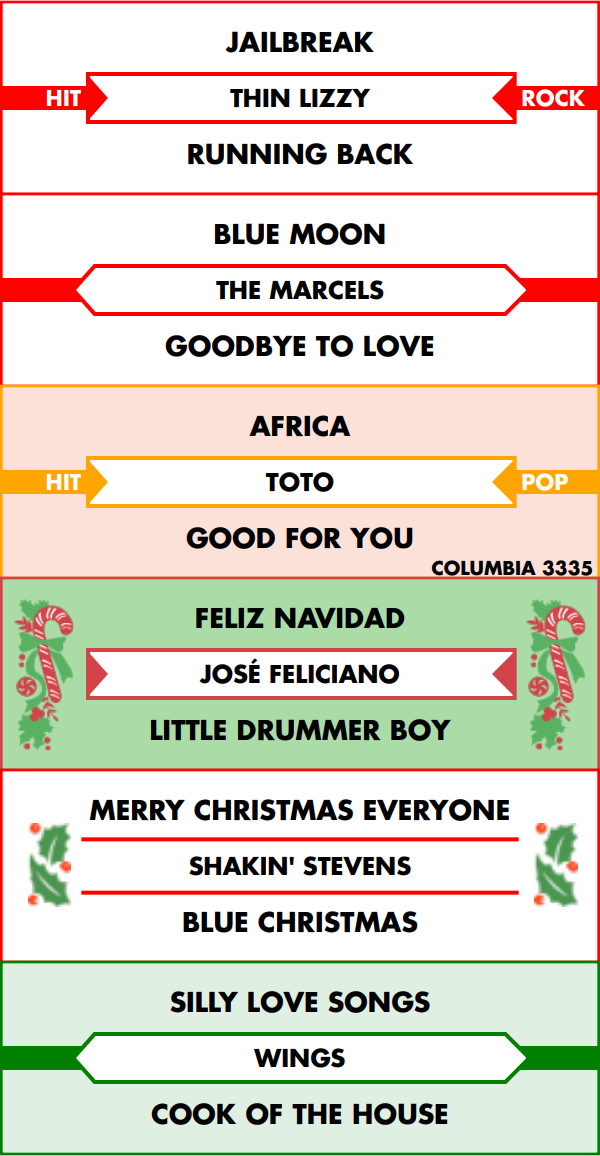 JAILBREAK
HIT THIN LIZZY ROCK
RUNNING BACK
BLUE MOON
THE MARCELS
GOODBYE TO LOVE
AFRICA
HIT TOTO POP
GOOD FOR YOU
COLUMBIA 3335
FELIZ NAVIDAD
JOSÉ FELICIANO
LITTLE DRUMMER BOY
MERRY CHRISTMAS EVERYONE
SHAKIN' STEVENS
BLUE CHRISTMAS
SILLY LOVE SONGS
WINGS
COOK OF THE HOUSE